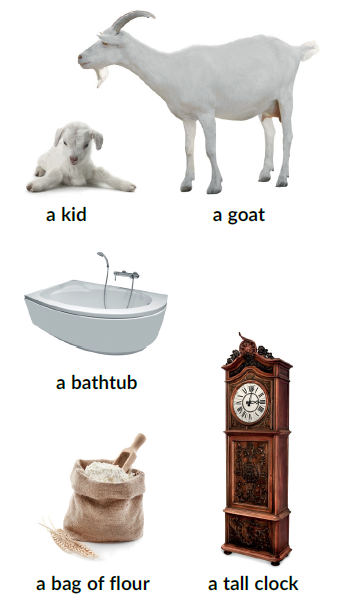 a kid
a goat
a bathtub
a bag of flour
a tall clock